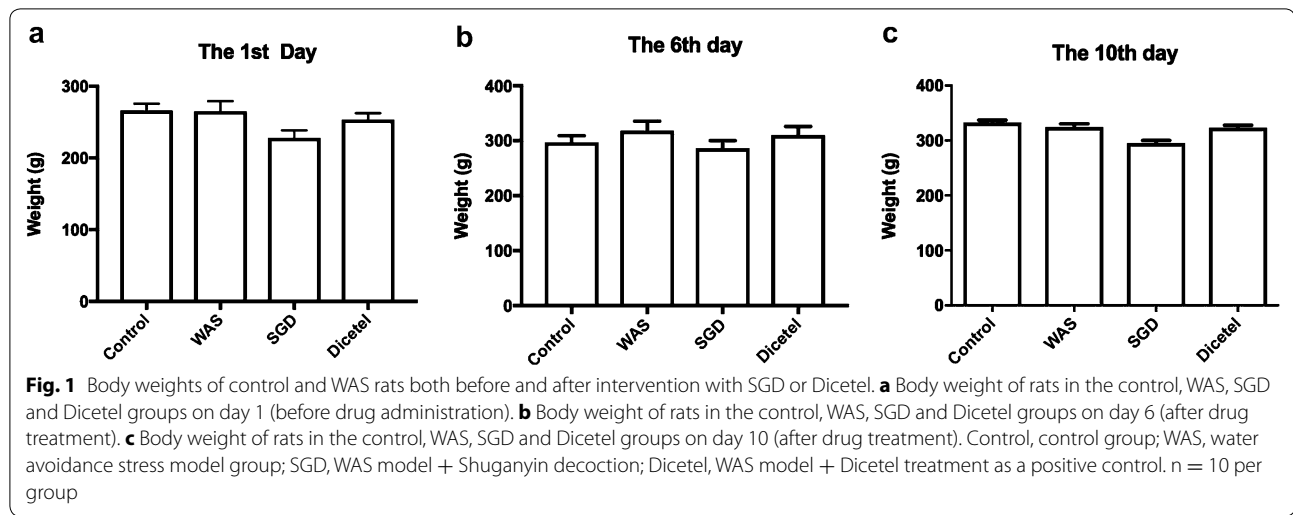 a
The 1st Day
300
200
100
0
Weight (g)
Control
WAS
SGD
Dicetel
b
The 6th day
400
300
200
100
0
Weight (g)
Control
WAS
SGD
Dicetel
c
The 10th day
400
300
200
100
0
Weight (g)
Control
WAS
SGD
Dicetel
Fig. 1 Body weights of control and WAS rats both before and after intervention with SGD or Dicetel. a Body weight of rats in the control, WAS, SGD
and Dicetel groups on day 1 (before drug administration). b Body weight of rats in the control, WAS, SGD and Dicetel groups on day 6 (after drug
treatment). c Body weight of rats in the control, WAS, SGD and Dicetel groups on day 10 (after drug treatment). Control, control group; WAS, water
avoidance stress model group; SGD, WAS model + Shuganyin decoction; Dicetel, WAS model + Dicetel treatment as a positive control. n = 10 per
group